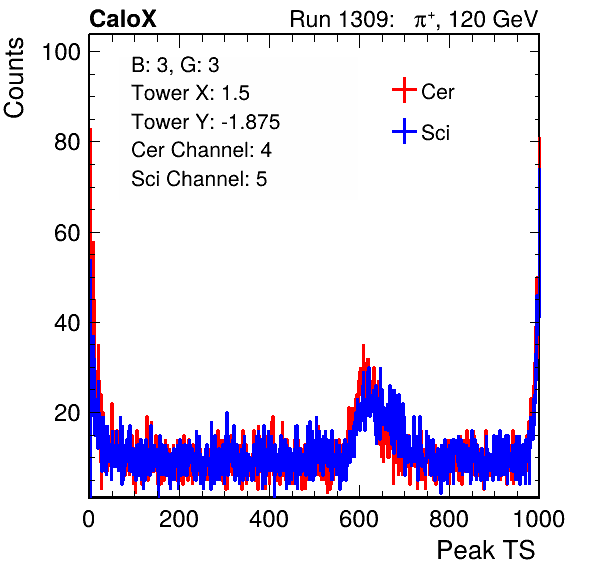 CaloX Run 1309: π⁺, 120 GeV
B: 3, G: 3
Tower X: 1.5
Tower Y: -1.875
Cer Channel: 4
Sci Channel: 5
Cer
Sci
Counts
100
80
60
40
20
0 200 400 600 800 1000
Peak TS